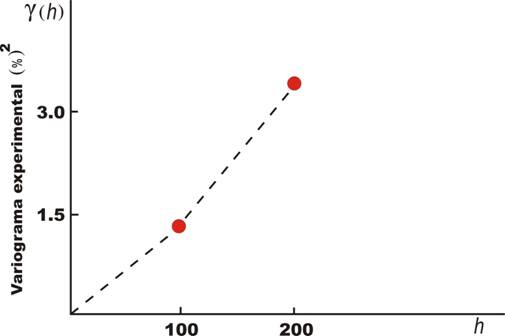 γ(h)
Variograma experimental (%)²
3.0
1.5
100
200
h